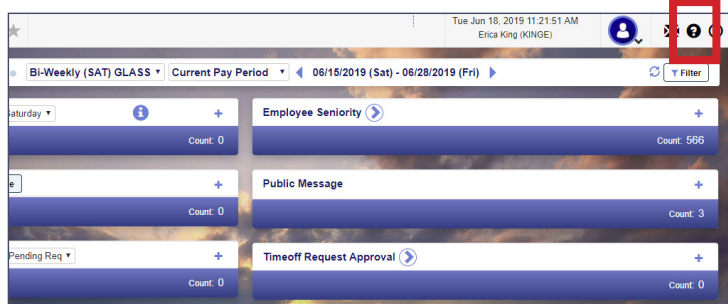 Tue Jun 18, 2019 11:21:51 AM
Erica King (KINGE)
Bi-Weekly (SAT) GLASS Current Pay Period 06/15/2019 (Sat) - 06/28/2019 (Fri) Filter
Saturday Employee Seniority
Count: 0 Count: 566
Public Message
Count: 0 Count: 3
Pending Req Timeoff Request Approval
Count: 0 Count: 0